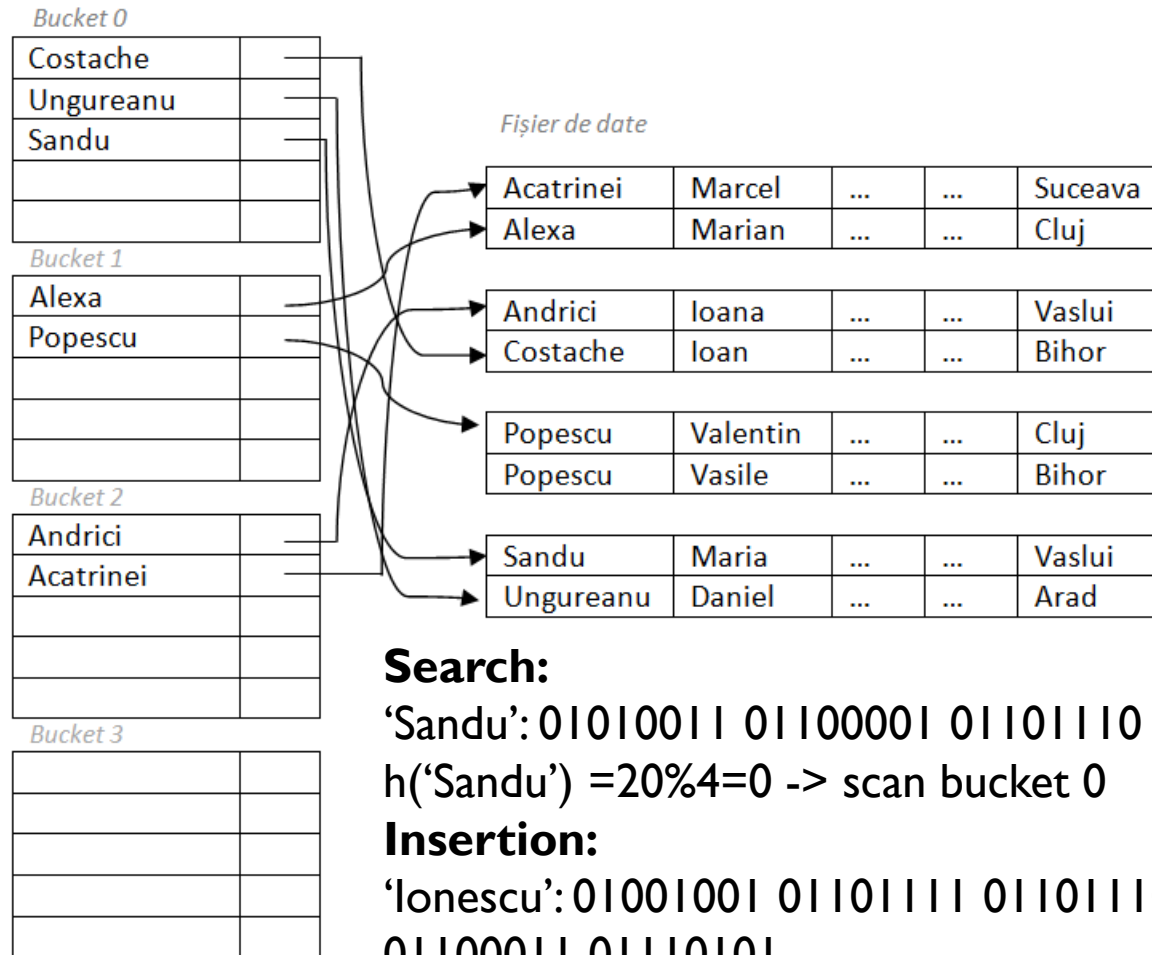 Bucket 0
Costache
Ungureanu
Sandu
Bucket 1
Alexa
Popescu
Bucket 2
Andrici
Acatrinei
Bucket 3
Fișier de date
Acatrinei Marcel ... ... Suceava
Alexa Marian ... ... Cluj
Andrici Ioana ... ... Vaslui
Costache Ioan ... ... Bihor
Popescu Valentin ... ... Cluj
Popescu Vasile ... ... Bihor
Sandu Maria ... ... Vaslui
Ungureanu Daniel ... ... Arad
Search:
‘Sandu’: 01010011 01100001 01101110
h(‘Sandu’) =20%4=0 -> scan bucket 0
Insertion:
‘Ionescu’: 01001001 01101111 0110111
01100011 01110101